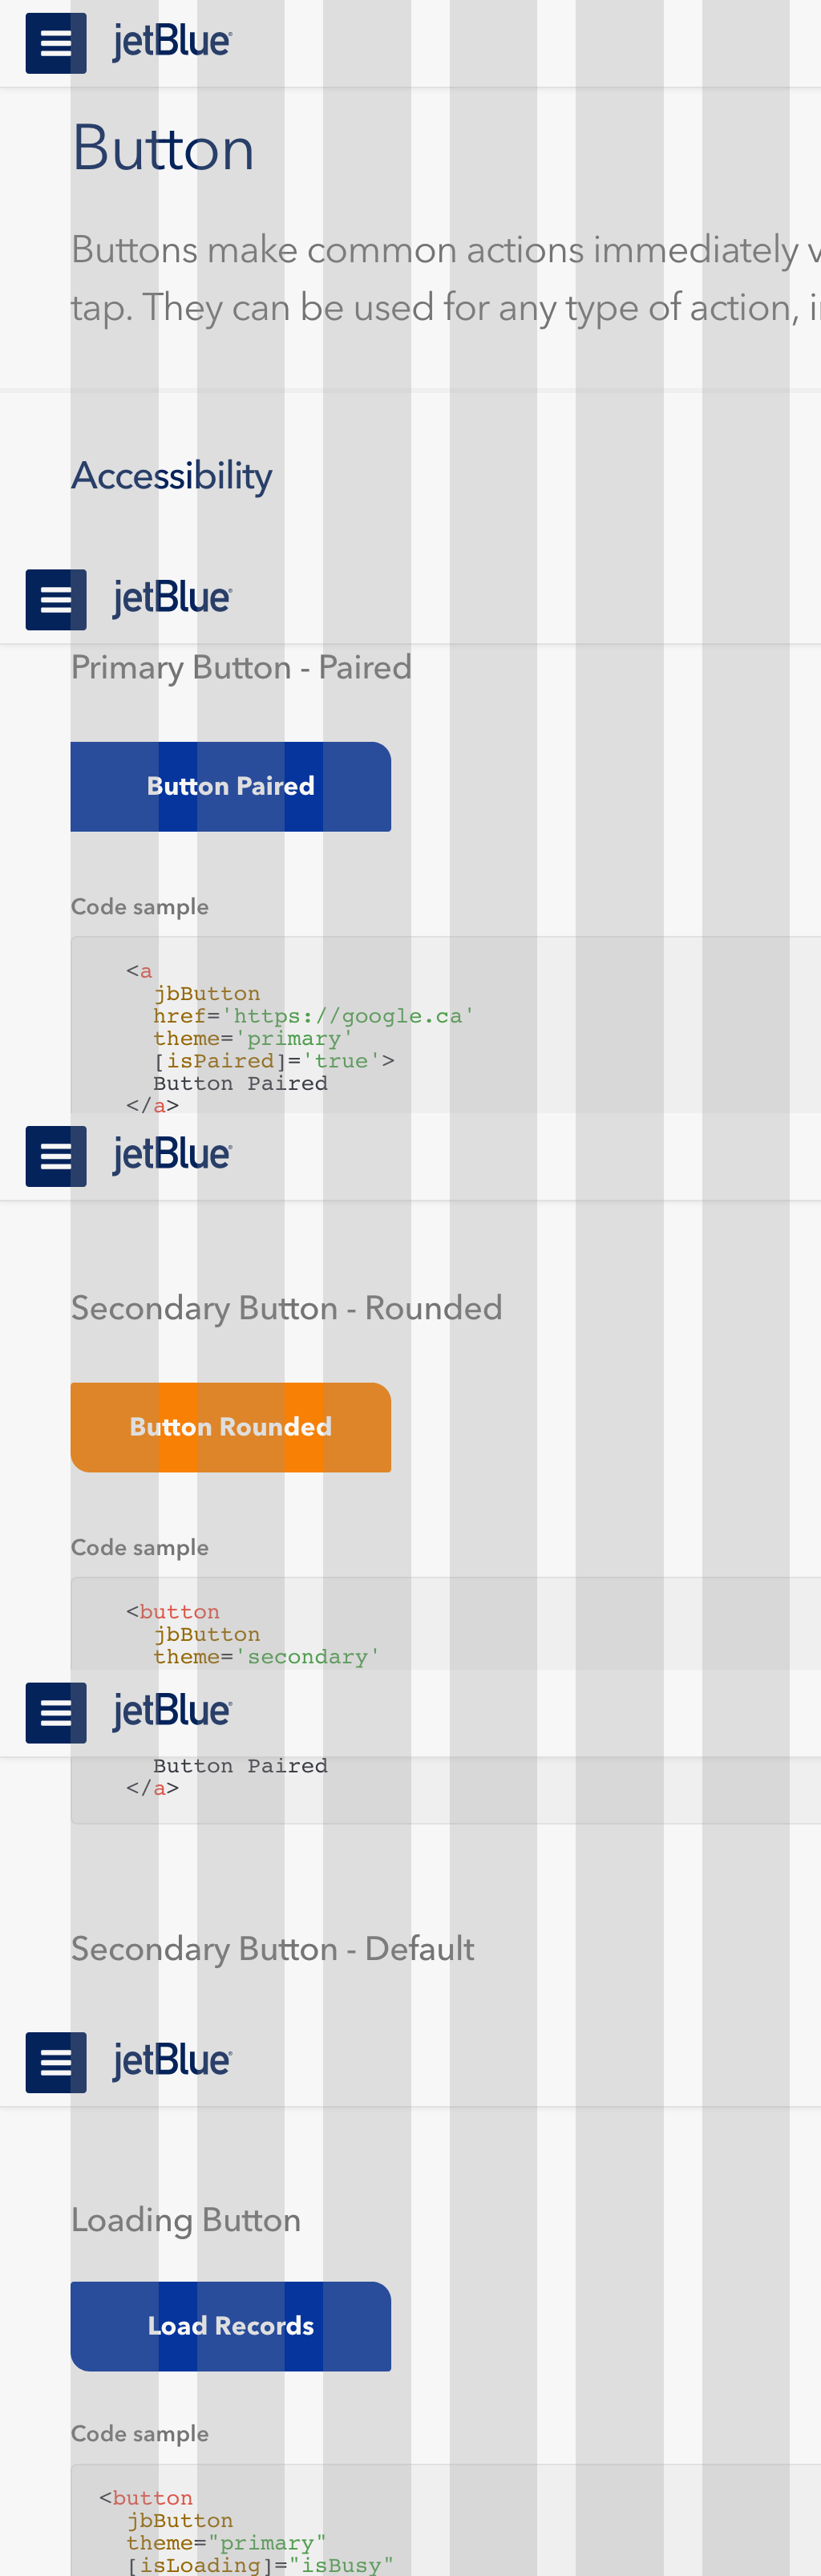 jetBlue
Button
Buttons make common actions immediately
tap. They can be used for any type of action,
Accessibility
jetBlue
Primary Button - Paired
Button Paired
Code sample
<a
jbButton
href='https://google.ca'
theme='primary'
[isPaired]='true'>
Button Paired
</a>
jetBlue
Secondary Button - Rounded
Button Rounded
Code sample
<button
jbButton
theme='secondary'
jetBlue
Button Paired
</a>
Secondary Button - Default
jetBlue
Loading Button
Load Records
Code sample
<button
jbButton
theme="primary"
[isLoading]="isBusy"